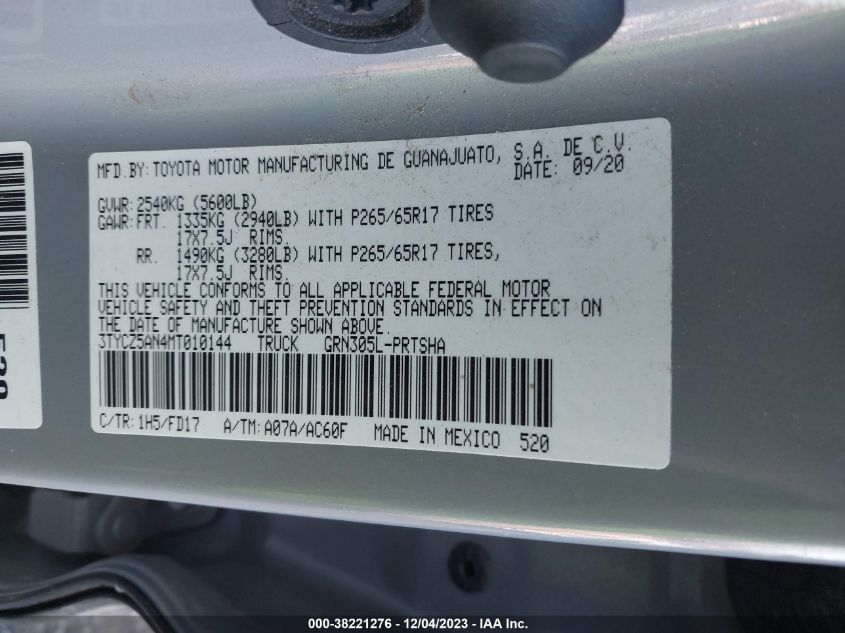 MFD.BY:TOYOTA MOTOR MANUFACTURING DE GUANAJUATO, S.A. DE C.V.
DATE: 09/20
GVWR:2540KG (5600LB)
GAWR:FRT. 1335KG (2940LB) WITH P265/65R17 TIRES
17X7.5J RIMS.
RR. 1490KG (3280LB) WITH P265/65R17 TIRES,
17X7.5J RIMS.
THIS VEHICLE CONFORMS TO ALL APPLICABLE FEDERAL MOTOR
VEHICLE SAFETY AND THEFT PREVENTION STANDARDS IN EFFECT ON
THE DATE OF MANUFACTURE SHOWN ABOVE.
3TYCZ5AN4MT010144 TRUCK GRN305L-PRTSHA
C/TR:1H5/FD17 A/TM:A07A/AC60F MADE IN MEXICO 520
520
000-38221276 - 12/04/2023 - IAA Inc.